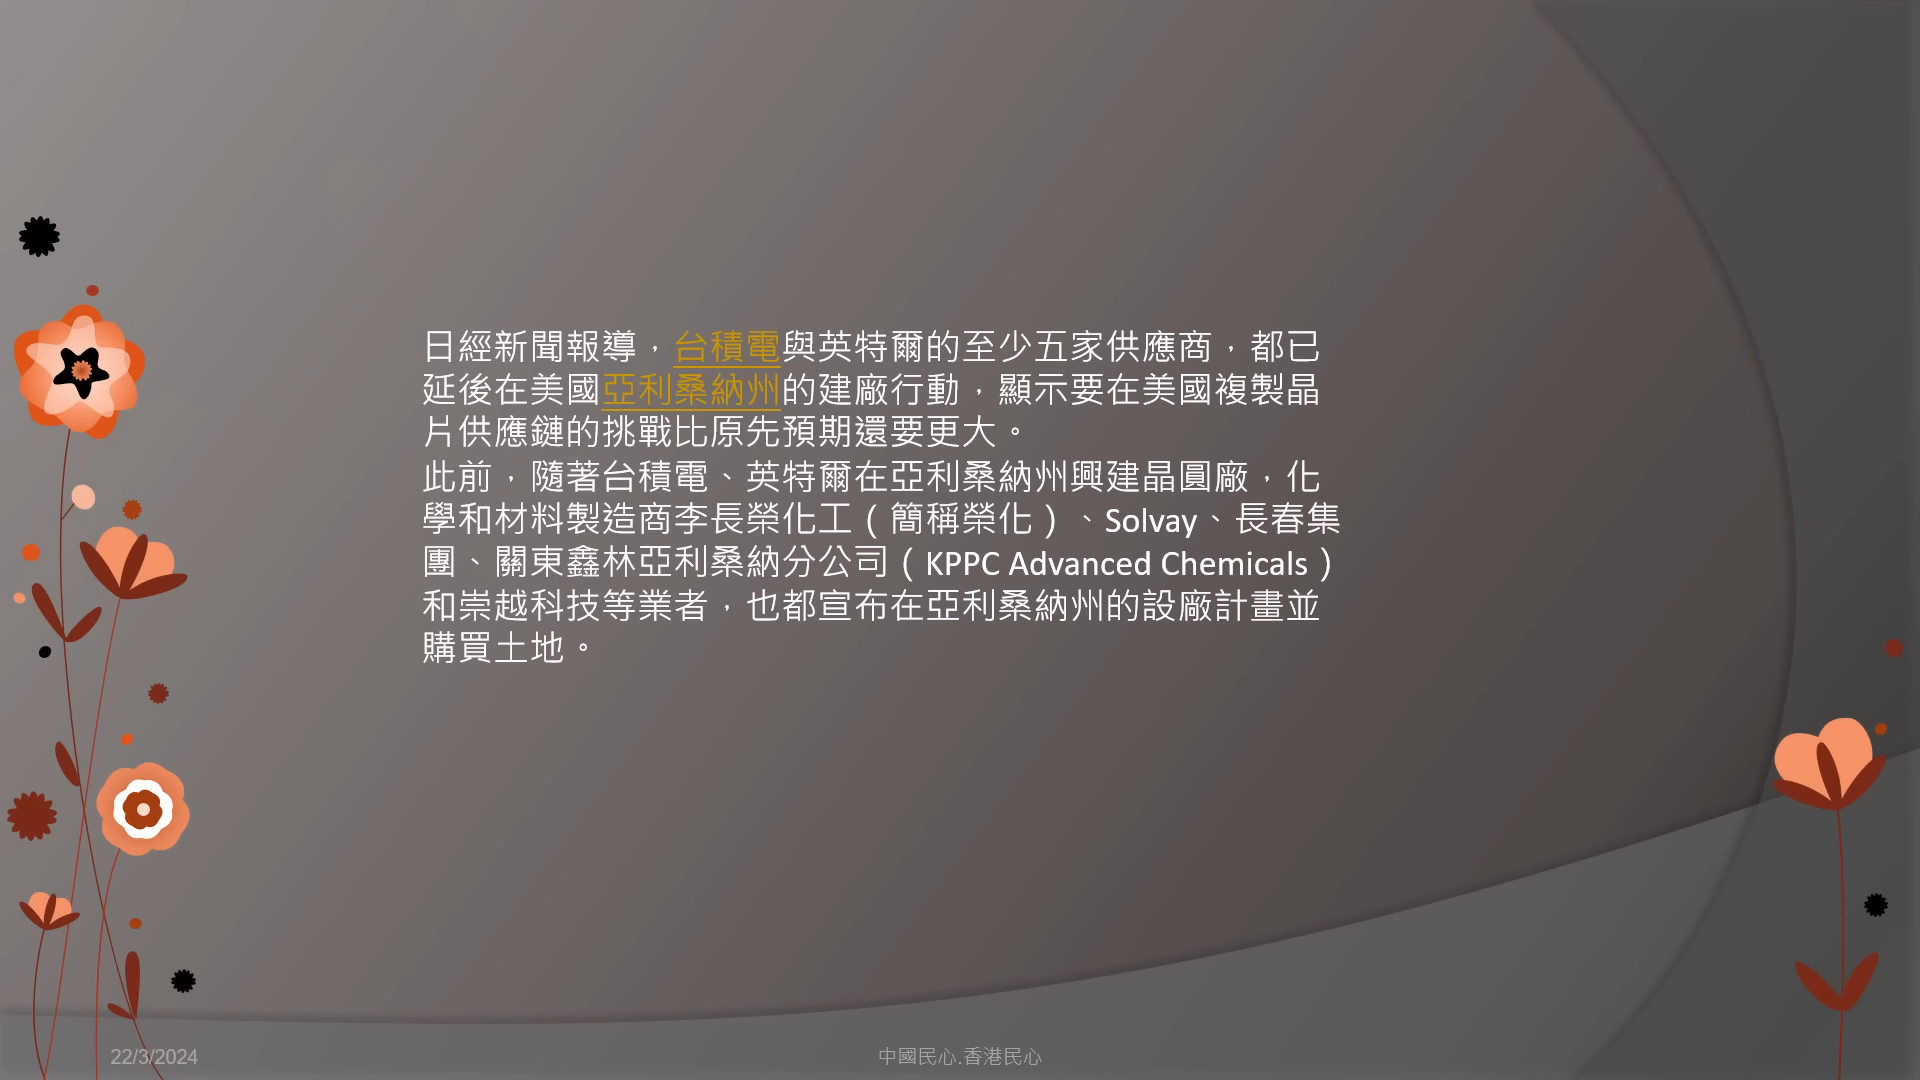 日經新聞報導，台積電與英特爾的至少五家供應商，都已
延後在美國亞利桑納州的建廠行動，顯示要在美國複製晶
片供應鏈的挑戰比原先預期還要更大。
此前，隨著台積電、英特爾在亞利桑納州興建晶圓廠，化
學和材料製造商李長榮化工（簡稱榮化）、Solvay、長春集
團、關東鑫林亞利桑納分公司（KPPC Advanced Chemicals）
和崇越科技等業者，也都宣布在亞利桑納州的設廠計畫並
購買土地。
22/3/2024
中國民心.香港民心